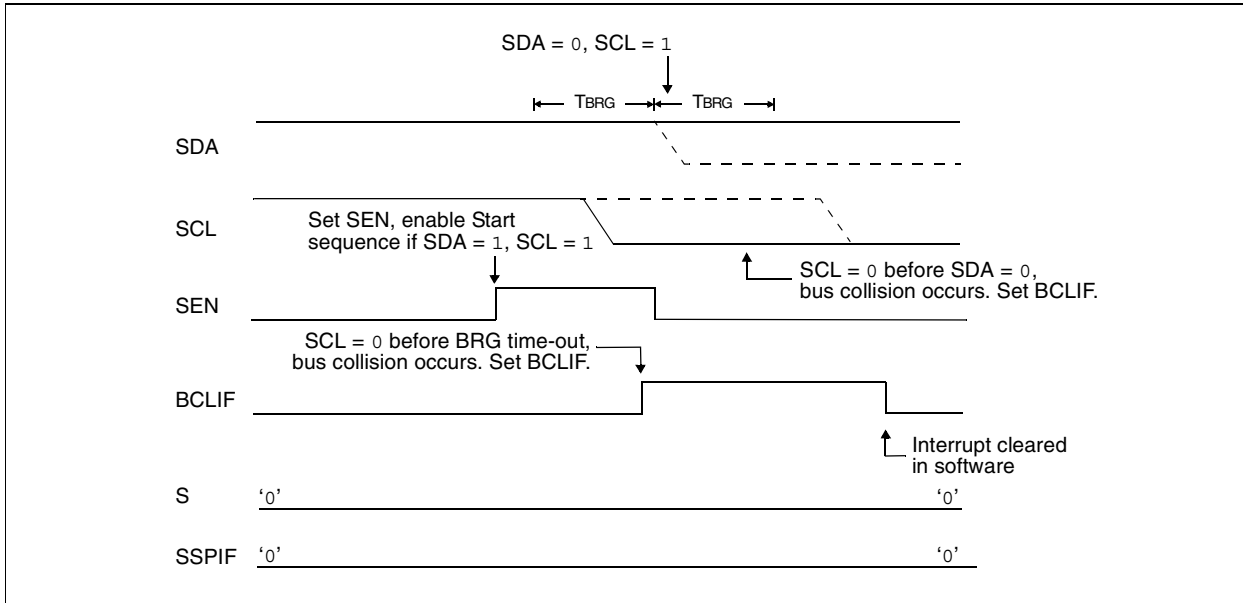 SDA = 0, SCL = 1
TBRG TBRG
SDA
SCL
Set SEN, enable Start
sequence if SDA = 1, SCL = 1
SCL = 0 before SDA = 0,
bus collision occurs. Set BCLIF.
SEN
SCL = 0 before BRG time-out,
bus collision occurs. Set BCLIF.
BCLIF
Interrupt cleared
in software
S ‘0’ ‘0’
SSPIF ‘0’ ‘0’